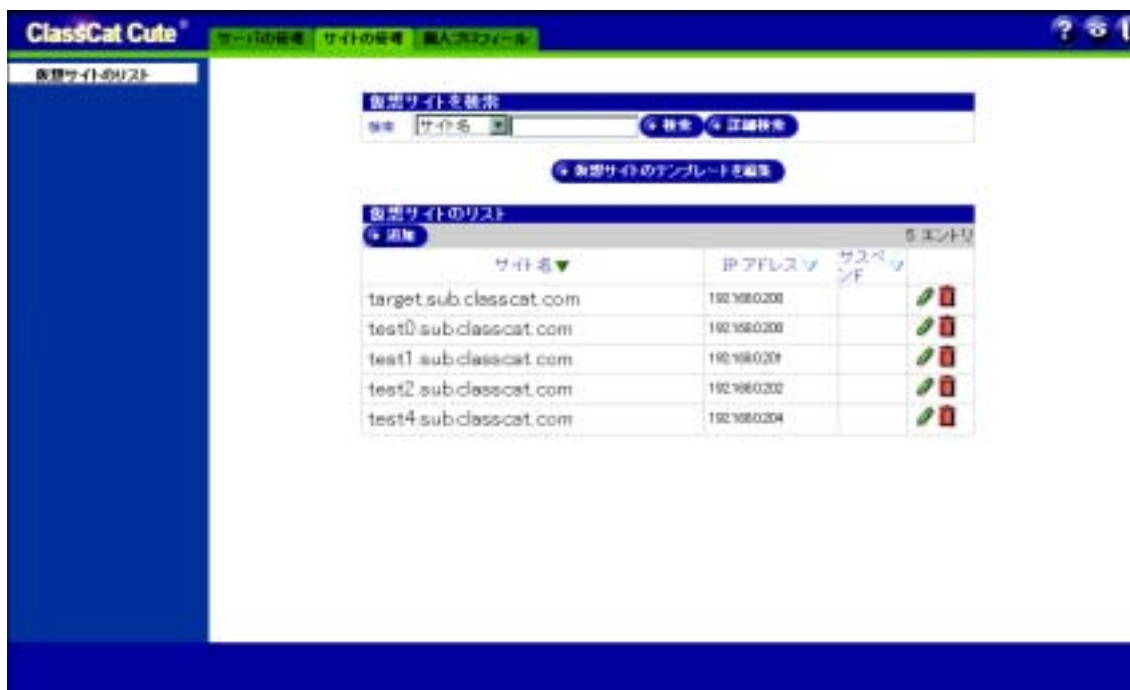 ClassCat Cute
サーバの管理 サイトの管理 個人プロフィール
仮想サイトのリスト
仮想サイトを検索
検索 サイト名 検索 詳細検索
仮想サイトのテンプレートを編集
仮想サイトのリスト
追加 5 エントリ
サイト名 IP アドレス サスペンド
target.sub.classcat.com 192.168.0.200
test0.sub.classcat.com 192.168.0.200
test1.sub.classcat.com 192.168.0.201
test2.sub.classcat.com 192.168.0.202
test4.sub.classcat.com 192.168.0.204